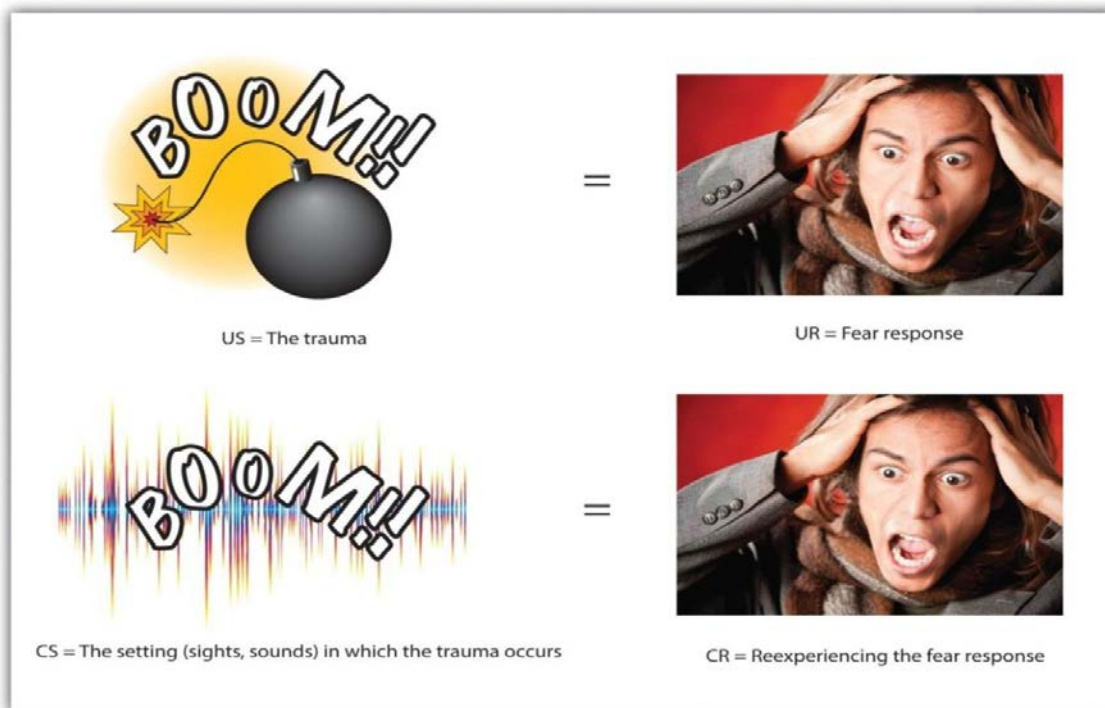 BOOM!!
=
US = The trauma
UR = Fear response
BOOM!!
=
CS = The setting (sights, sounds) in which the trauma occurs
CR = Reexperiencing the fear response